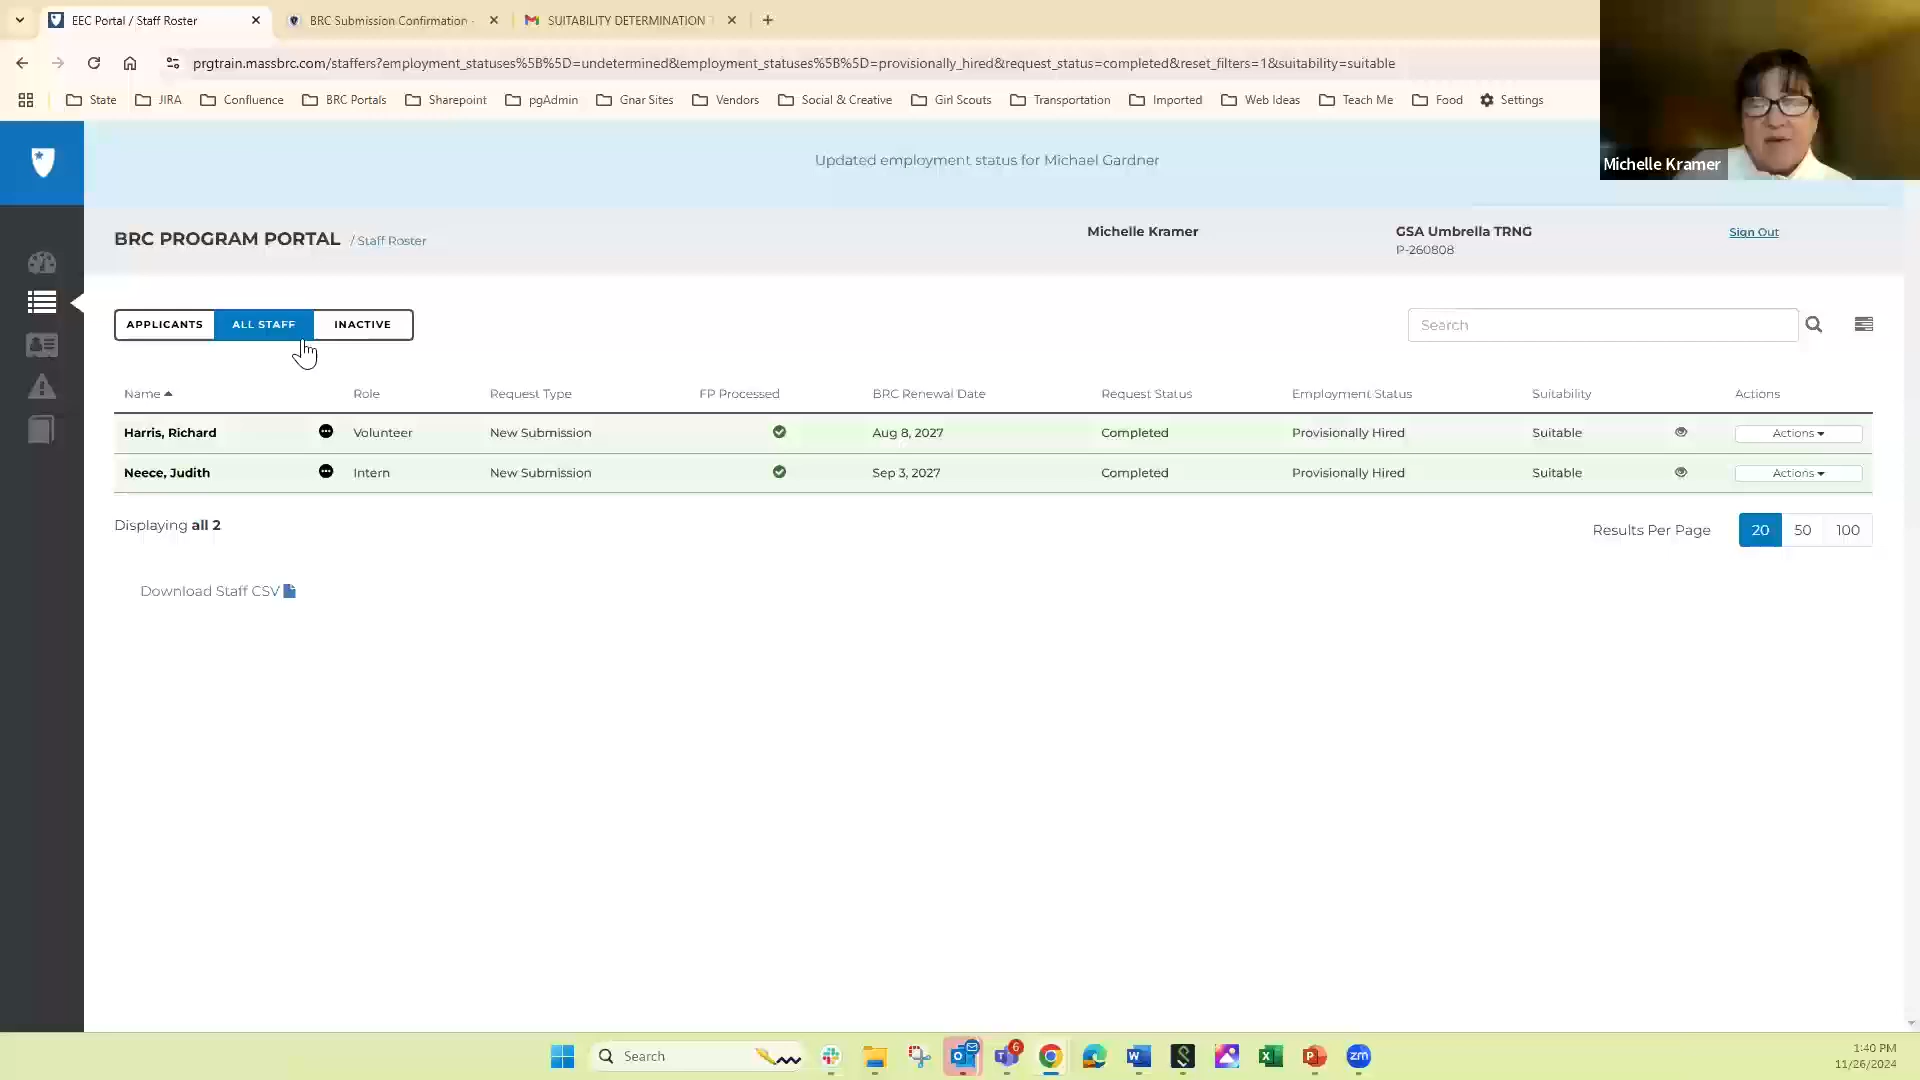 EEC Portal / Staff Roster
BRC Submission Confirmation -
SUITABILITY DETERMINATION
prgtrain.massbrc.com/staffers?employment_statuses%5B%5D=undetermined&employment_statuses%5B%5D=provisionally_hired&request_status=completed&reset_filters=1&suitability=suitable
State JIRA Confluence BRC Portals Sharepoint pgAdmin Gnar Sites Vendors Social & Creative Girl Scouts Transportation Imported Web Ideas Teach Me Food Settings
Michelle Kramer
Updated employment status for Michael Gardner
BRC PROGRAM PORTAL / Staff Roster
Michelle Kramer
GSA Umbrella TRNG
P-260808
Sign Out
APPLICANTS ALL STAFF INACTIVE
Search
Name Role Request Type FP Processed BRC Renewal Date Request Status Employment Status Suitability Actions
Harris, Richard Volunteer New Submission Aug 8, 2027 Completed Provisionally Hired Suitable Actions
Neece, Judith Intern New Submission Sep 3, 2027 Completed Provisionally Hired Suitable Actions
Displaying all 2
Results Per Page 20 50 100
Download Staff CSV
Search
6
zm
1:40 PM
11/26/2024